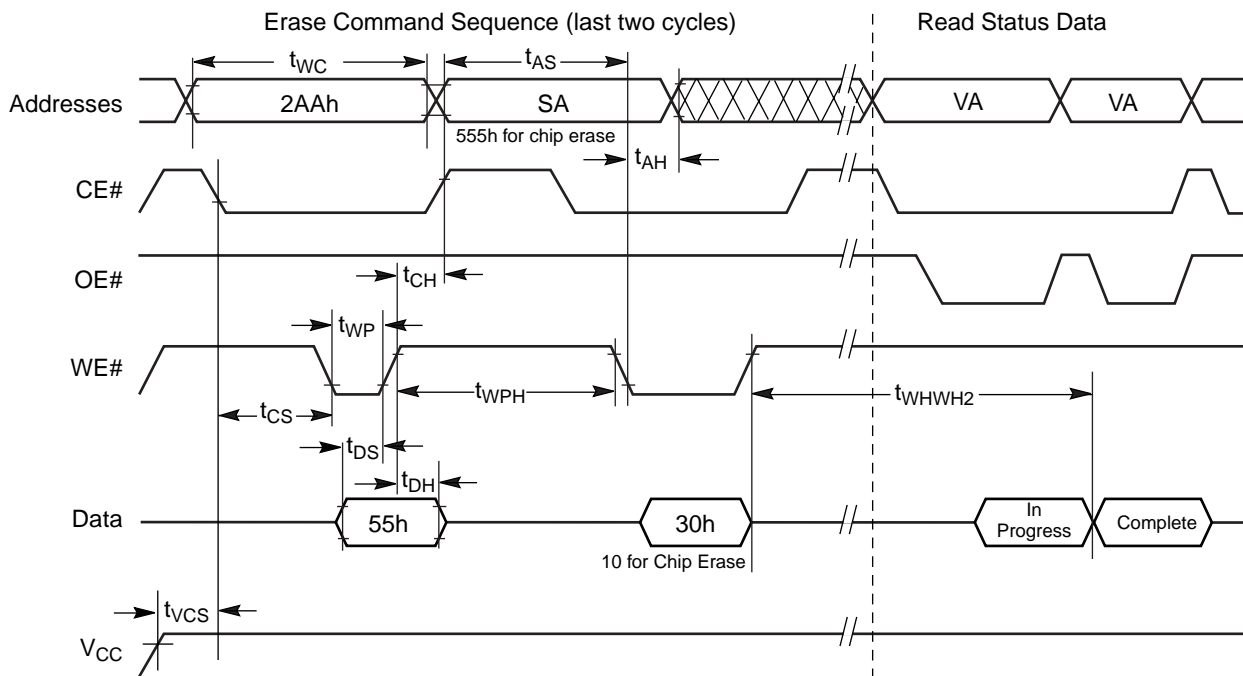 Erase Command Sequence (last two cycles)
Read Status Data
tWC
tAS
Addresses
2AAh
SA
VA
VA
555h for chip erase
tAH
CE#
OE#
tCH
tWP
WE#
tWPH
tWHWH2
tCS
tDS
tDH
Data
55h
30h
In
Progress
Complete
10 for Chip Erase
tVCS
VCC